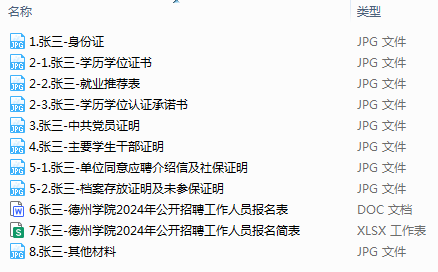 名称 类型
1.张三-身份证 JPG 文件
2-1.张三-学历学位证书 JPG 文件
2-2.张三-就业推荐表 JPG 文件
2-3.张三-学历学位认证承诺书 JPG 文件
3.张三-中共党员证明 JPG 文件
4.张三-主要学生干部证明 JPG 文件
5-1.张三-单位同意应聘介绍信及社保证明 JPG 文件
5-2.张三-档案存放证明及未参保证明 JPG 文件
6.张三-德州学院2024年公开招聘工作人员报名表 DOC 文档
7.张三-德州学院2024年公开招聘工作人员报名简表 XLSX 工作表
8.张三-其他材料 JPG 文件